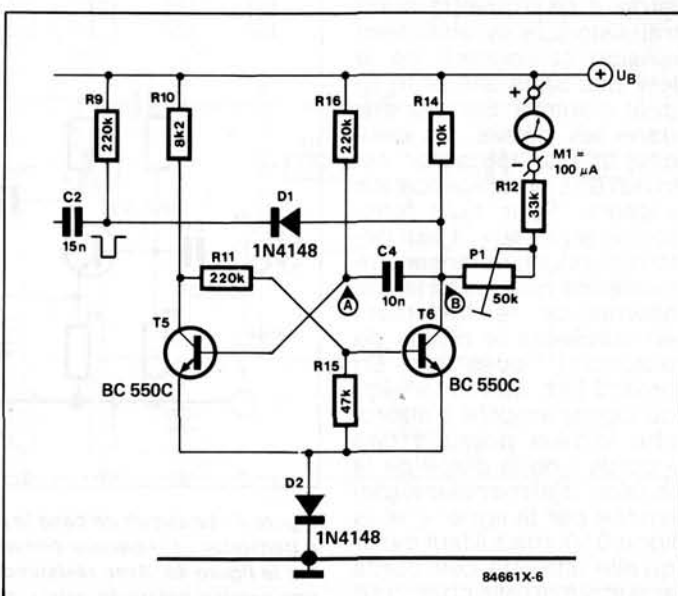 R9
220k
R10
8k2
R16
220k
R14
10k
+
UB
+
−
M1 =
100 µA
R12
33k
C2
15n
D1
1N4148
R11
220k
A
C4
10n
B
P1
50k
T5
BC 550C
T6
BC 550C
R15
47k
D2
1N4148
84661X-6